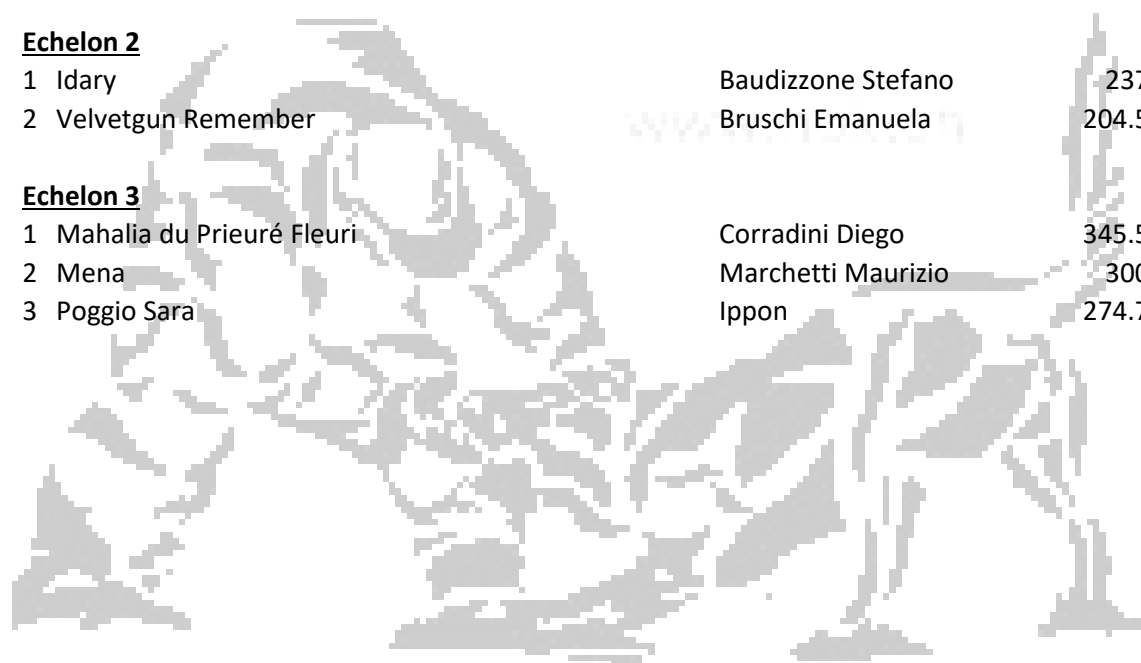 Echelon 2
1 Idary Baudizzone Stefano 237
2 Velvetgun Remember Bruschi Emanuela 204.5
Echelon 3
1 Mahalia du Prieuré Fleuri Corradini Diego 345.5
2 Mena Marchetti Maurizio 300
3 Poggio Sara Ippon 274.7